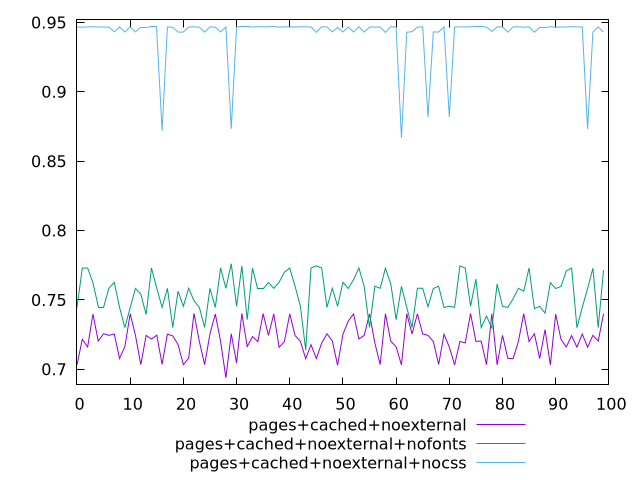 0.95
0.9
0.85
0.8
0.75
0.7
0 10 20 30 40 50 60 70 80 90 100
pages+cached+noexternal
pages+cached+noexternal+nofonts
pages+cached+noexternal+nocss